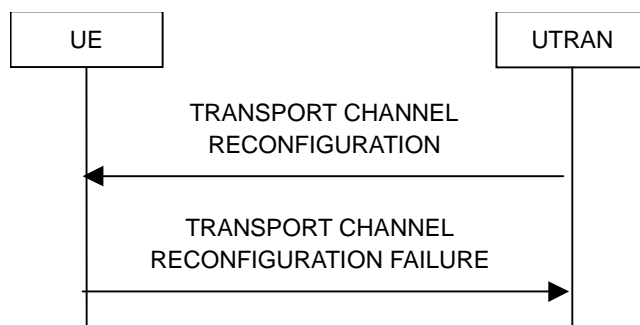 UE
UTRAN
TRANSPORT CHANNEL
RECONFIGURATION
TRANSPORT CHANNEL
RECONFIGURATION FAILURE